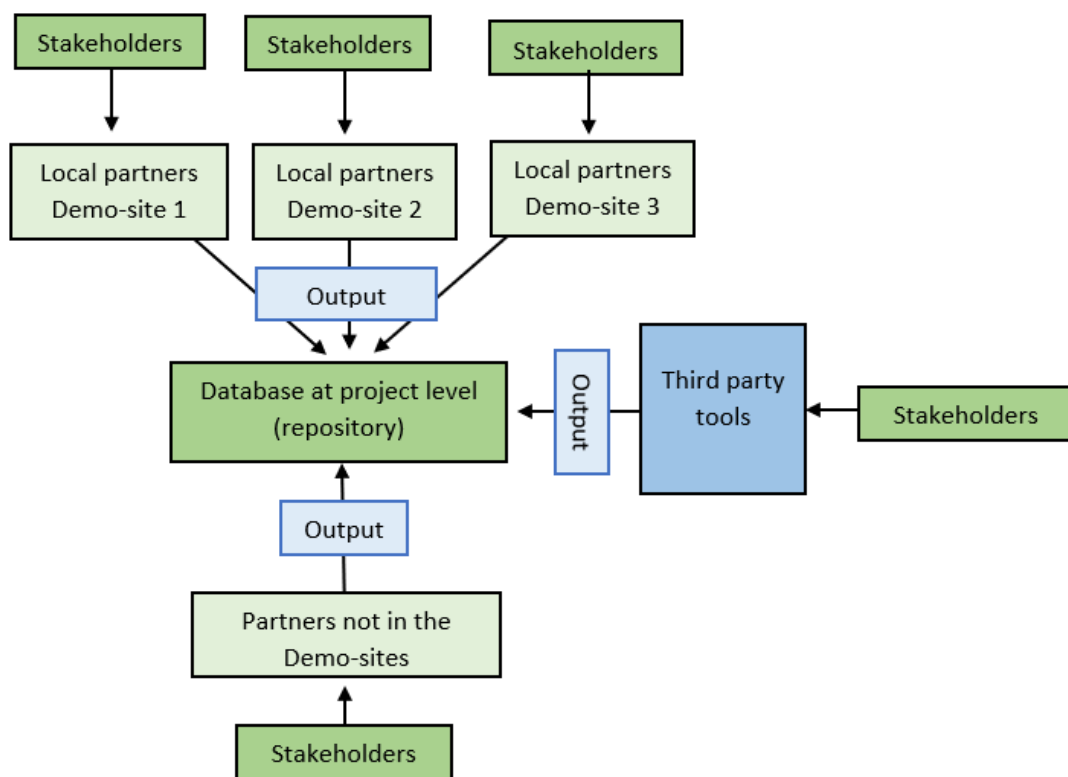 Stakeholders
Stakeholders
Stakeholders
Local partners
Demo-site 1
Local partners
Demo-site 2
Local partners
Demo-site 3
Output
Database at project level
(repository)
Output
Third party
tools
Stakeholders
Output
Partners not in the
Demo-sites
Stakeholders